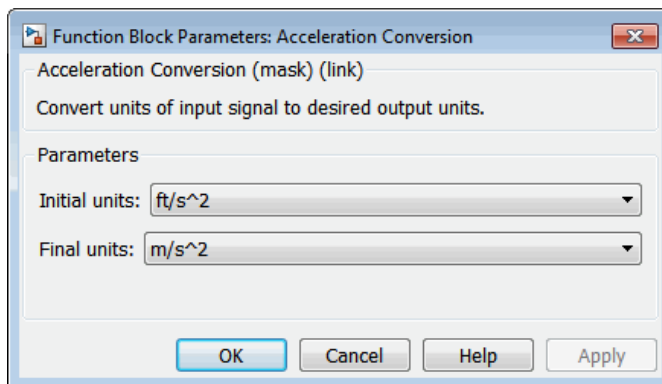 Function Block Parameters: Acceleration Conversion
Acceleration Conversion (mask) (link)
Convert units of input signal to desired output units.
Parameters
Initial units: ft/s^2
Final units: m/s^2
OK Cancel Help Apply